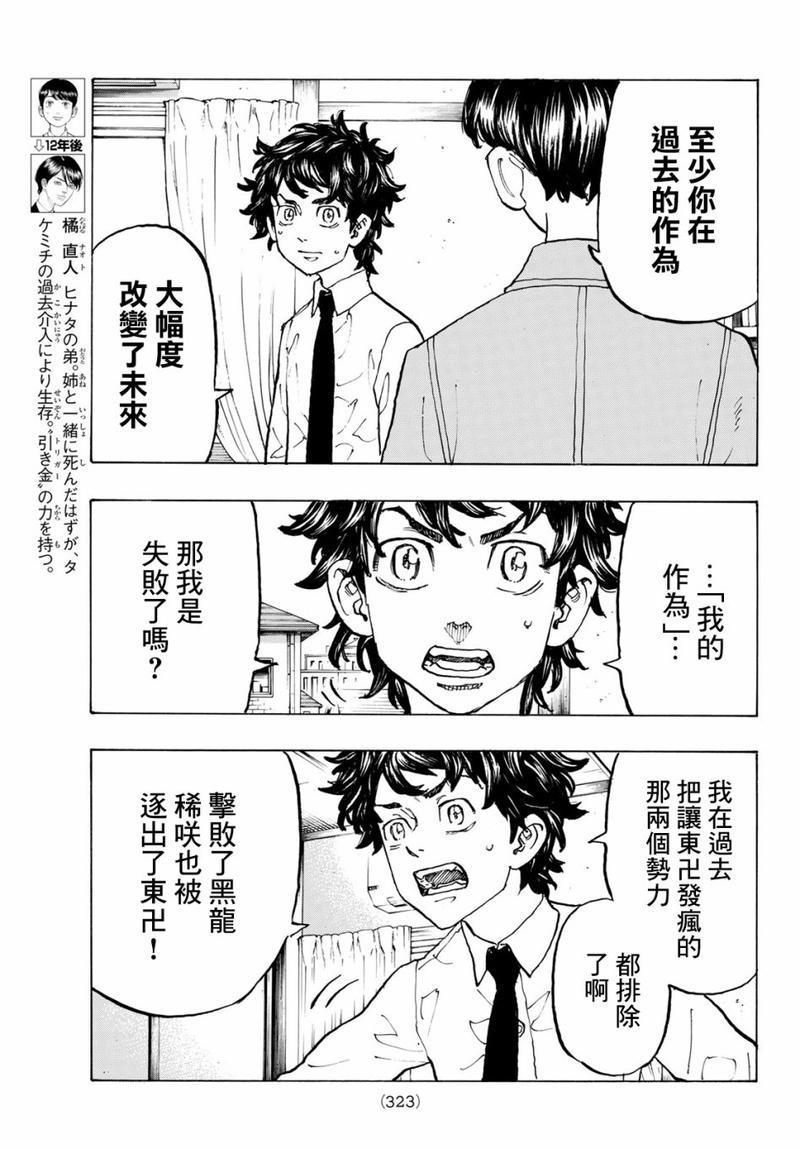 至少你在
過去的作為
大幅度
改變了未來
…「我的
作為」…
那我是
失敗了嗎？
我在過去
把讓東卍發瘋的
那兩個勢力
都排除
了啊
擊敗了黑龍
稀咲也被
逐出了東卍！
⇩12年後
橘 直人 ヒナタの弟。姉と一緒に死んだはずが、タ
ケミチの過去介入により生存。〝引き金〟の力を持つ。
(323)